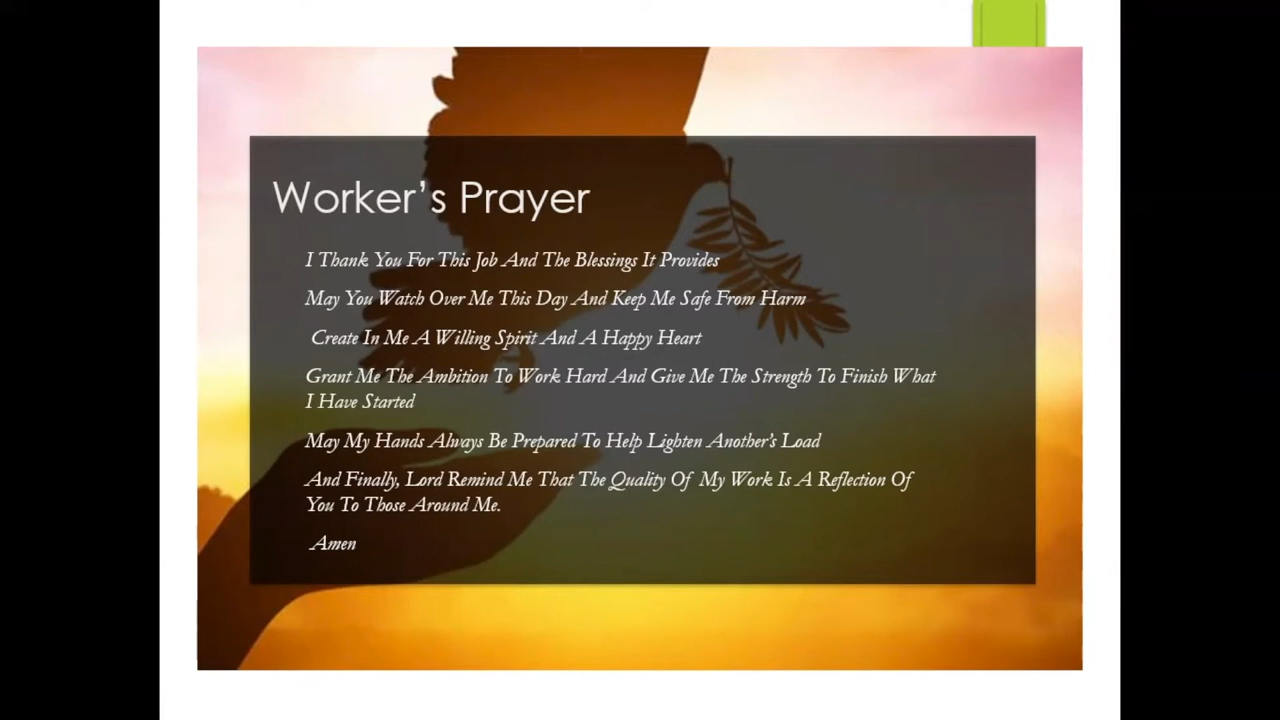 Worker’s Prayer
I Thank You For This Job And The Blessings It Provides
May You Watch Over Me This Day And Keep Me Safe From Harm
Create In Me A Willing Spirit And A Happy Heart
Grant Me The Ambition To Work Hard And Give Me The Strength To Finish What
I Have Started
May My Hands Always Be Prepared To Help Lighten Another’s Load
And Finally, Lord Remind Me That The Quality Of My Work Is A Reflection Of
You To Those Around Me.
Amen